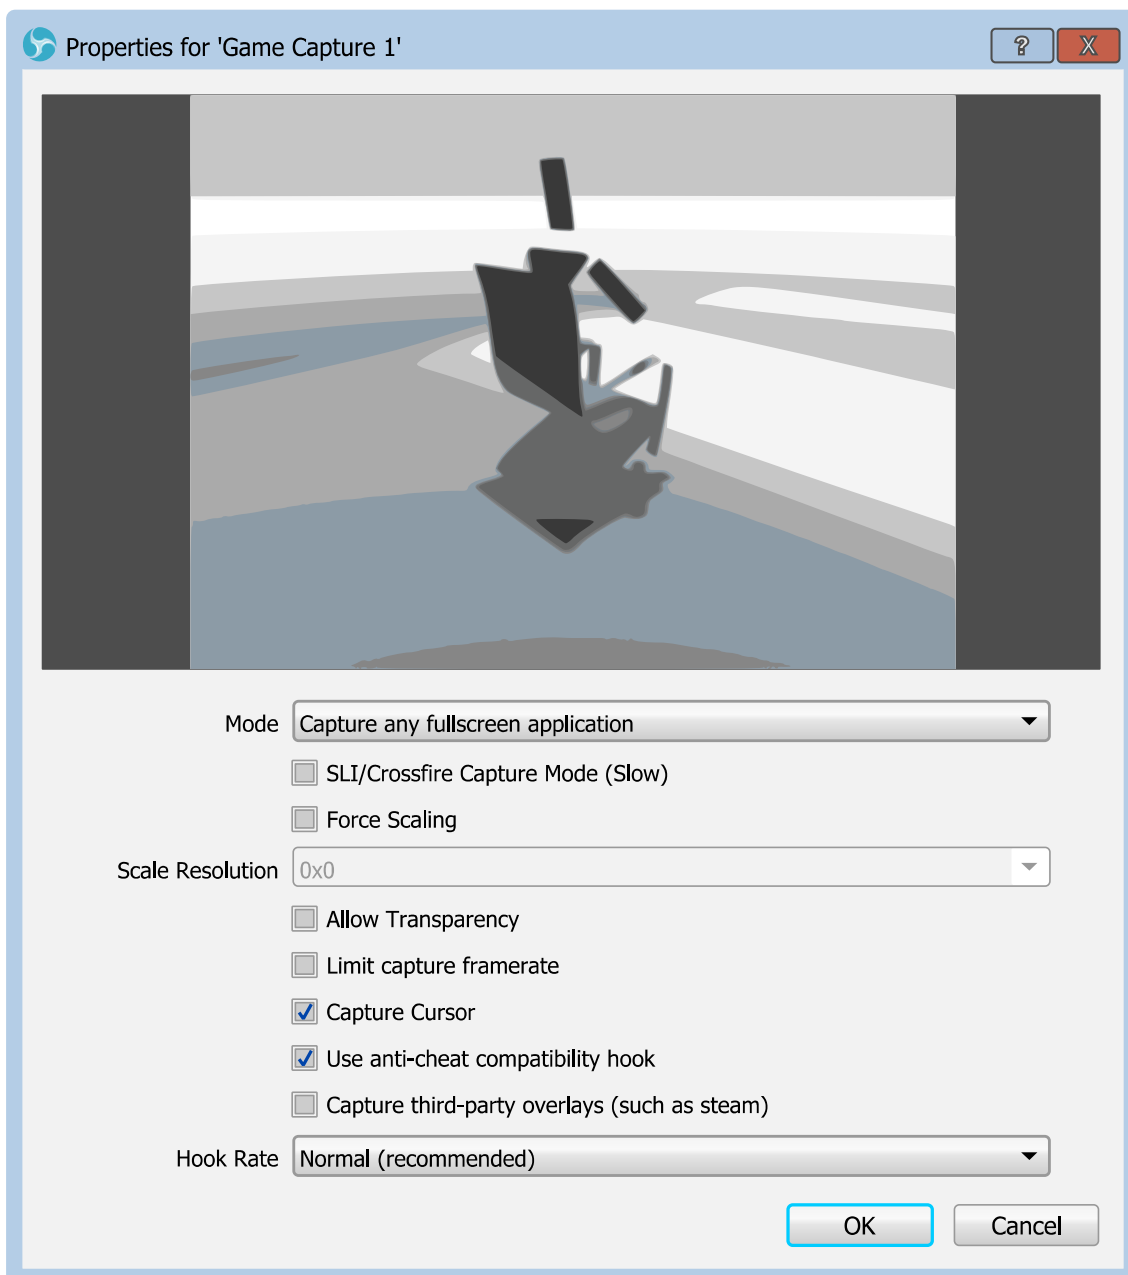 Properties for 'Game Capture 1'
?
X
Mode Capture any fullscreen application
SLI/Crossfire Capture Mode (Slow)
Force Scaling
Scale Resolution 0x0
Allow Transparency
Limit capture framerate
Capture Cursor
Use anti-cheat compatibility hook
Capture third-party overlays (such as steam)
Hook Rate Normal (recommended)
OK Cancel